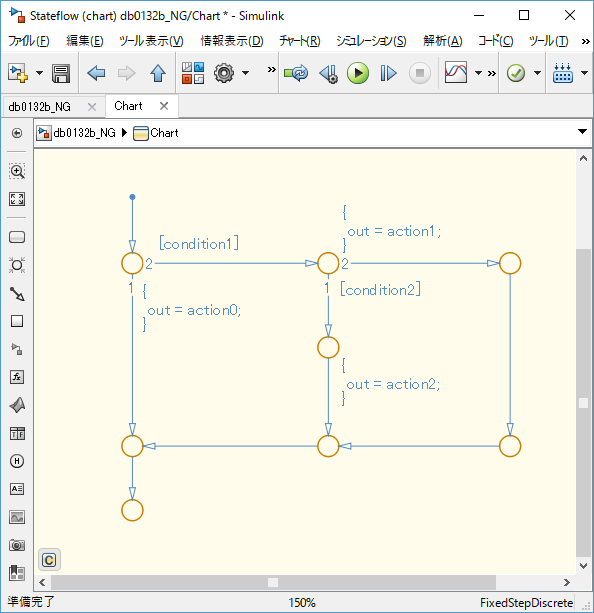 Stateflow (chart) db0132b_NG/Chart * - Simulink
ファイル(F) 編集(E) ツール表示(V) 情報表示(D) チャート(R) シミュレーション(S) 解析(A) コード(C) ツール(T) »
db0132b_NG Chart
db0132b_NG Chart
{
out = action1;
}
[condition1]
2 2
1 1
{
out = action0;
}
[condition2]
{
out = action2;
}
準備完了 150% FixedStepDiscrete